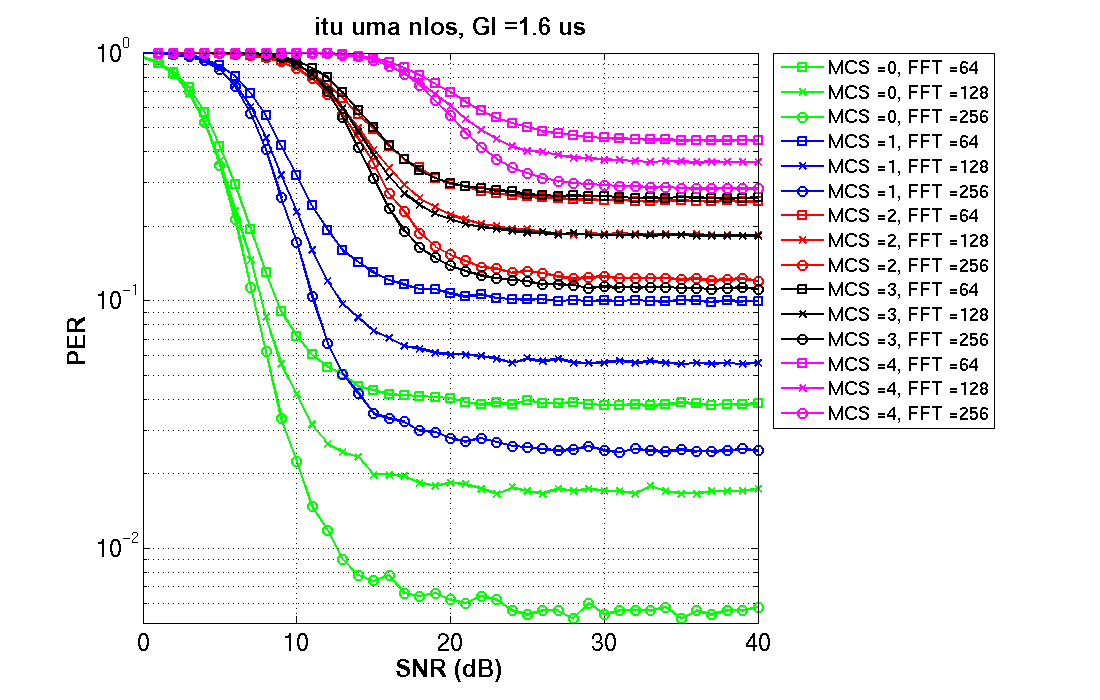 itu uma nlos, GI =1.6 us
10^0
10^-1
10^-2
PER
0 10 20 30 40
SNR (dB)
MCS =0, FFT =64
MCS =0, FFT =128
MCS =0, FFT =256
MCS =1, FFT =64
MCS =1, FFT =128
MCS =1, FFT =256
MCS =2, FFT =64
MCS =2, FFT =128
MCS =2, FFT =256
MCS =3, FFT =64
MCS =3, FFT =128
MCS =3, FFT =256
MCS =4, FFT =64
MCS =4, FFT =128
MCS =4, FFT =256